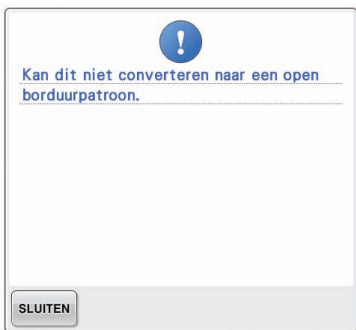 Kan dit niet converteren naar een open
borduurpatroon.
SLUITEN